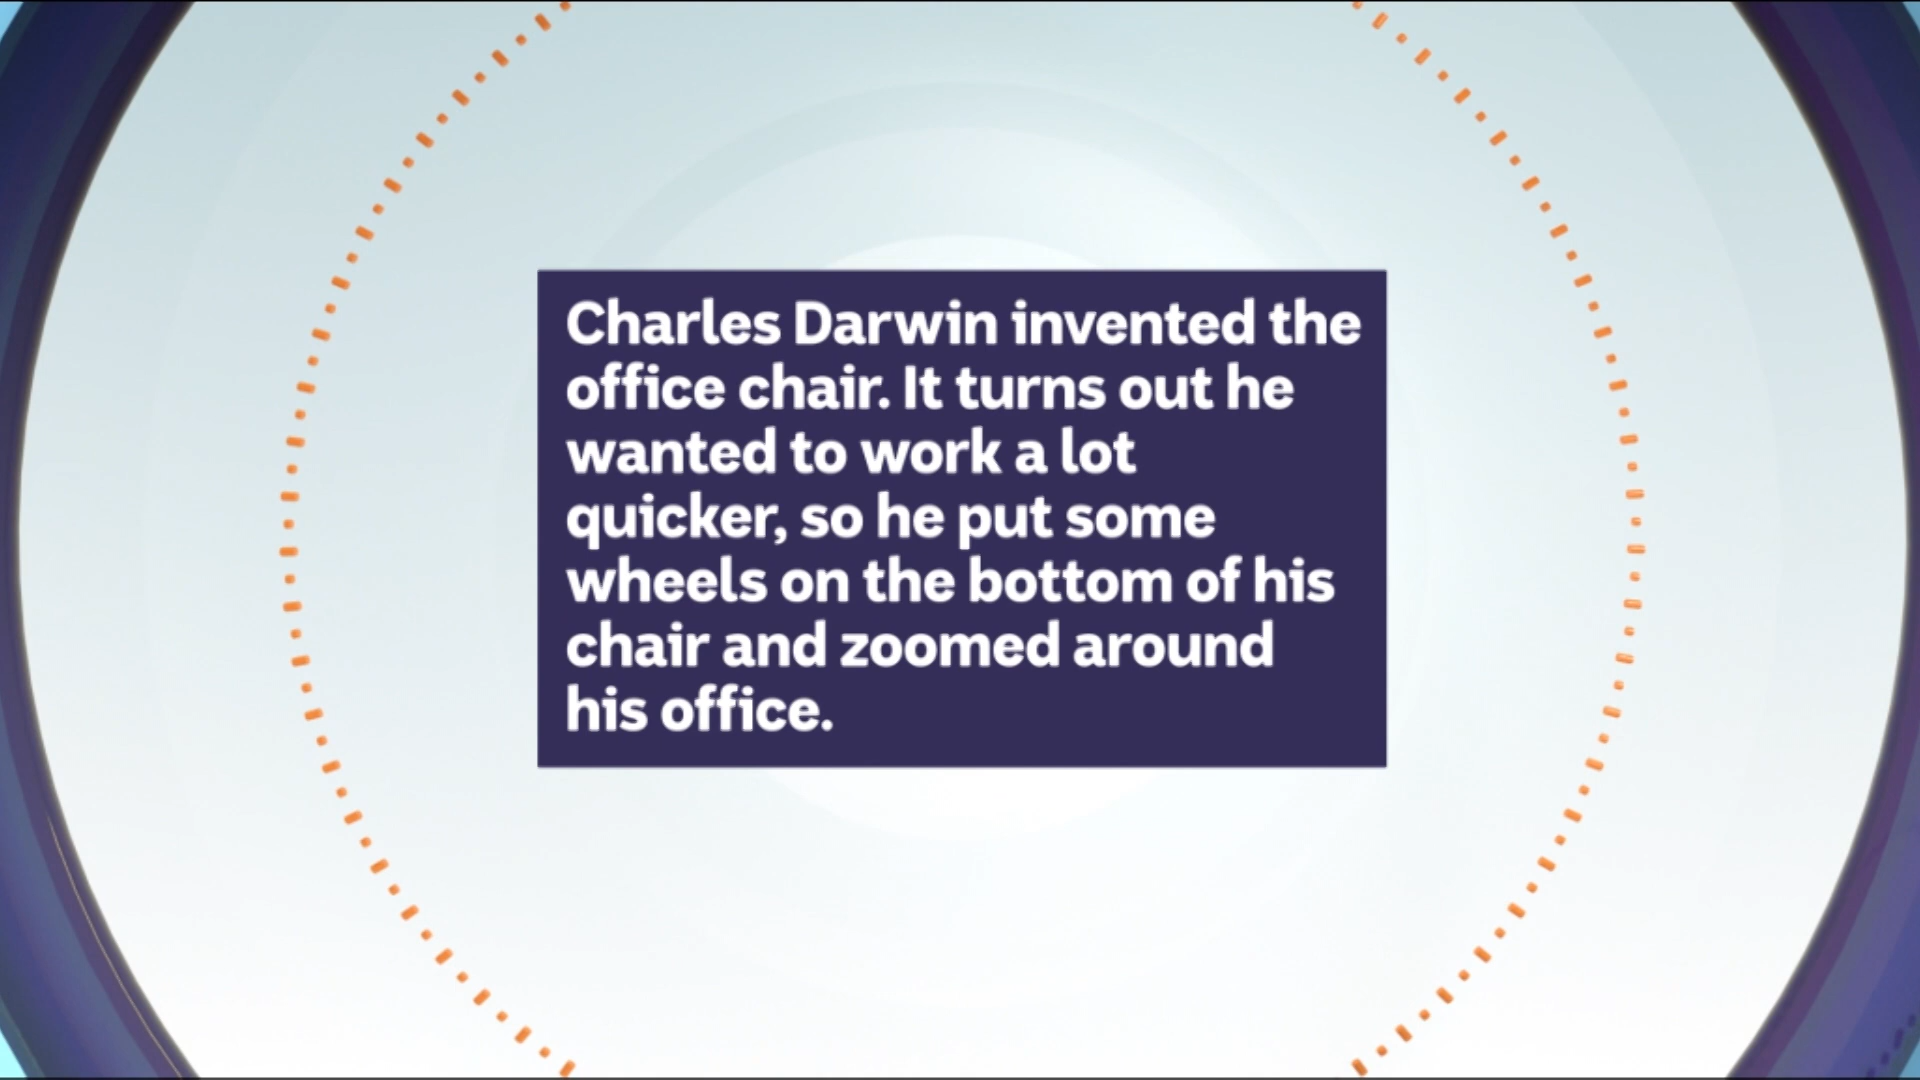 Charles Darwin invented the
office chair. It turns out he
wanted to work a lot
quicker, so he put some
wheels on the bottom of his
chair and zoomed around
his office.